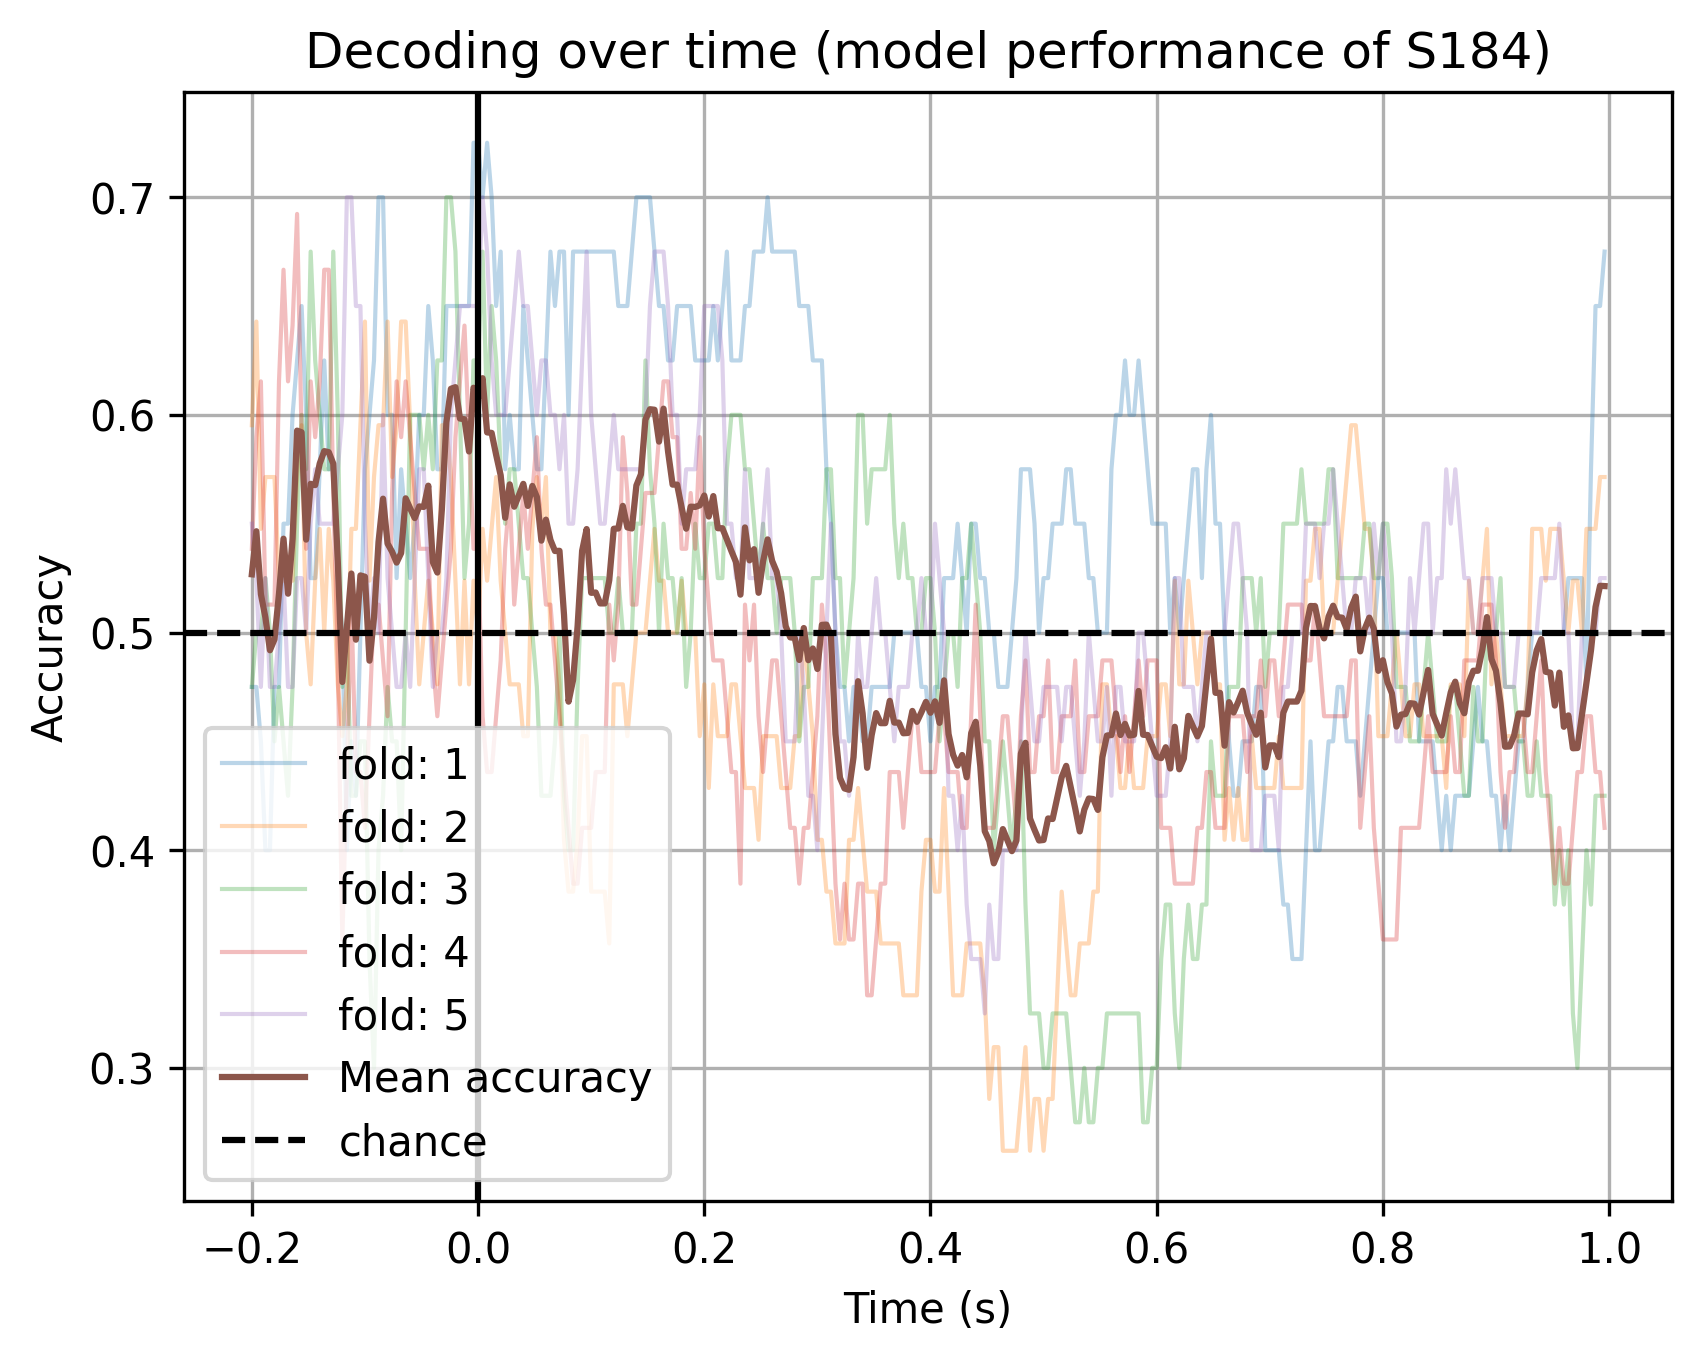 Decoding over time (model performance of S184)
Accuracy
0.7
0.6
0.5
0.4
0.3
fold: 1
fold: 2
fold: 3
fold: 4
fold: 5
Mean accuracy
chance
−0.2 0.0 0.2 0.4 0.6 0.8 1.0
Time (s)